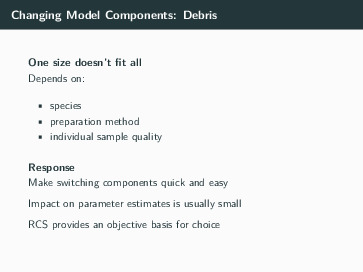 Changing Model Components: Debris
One size doesn't fit all
Depends on:
▪ species
▪ preparation method
▪ individual sample quality
Response
Make switching components quick and easy
Impact on parameter estimates is usually small
RCS provides an objective basis for choice